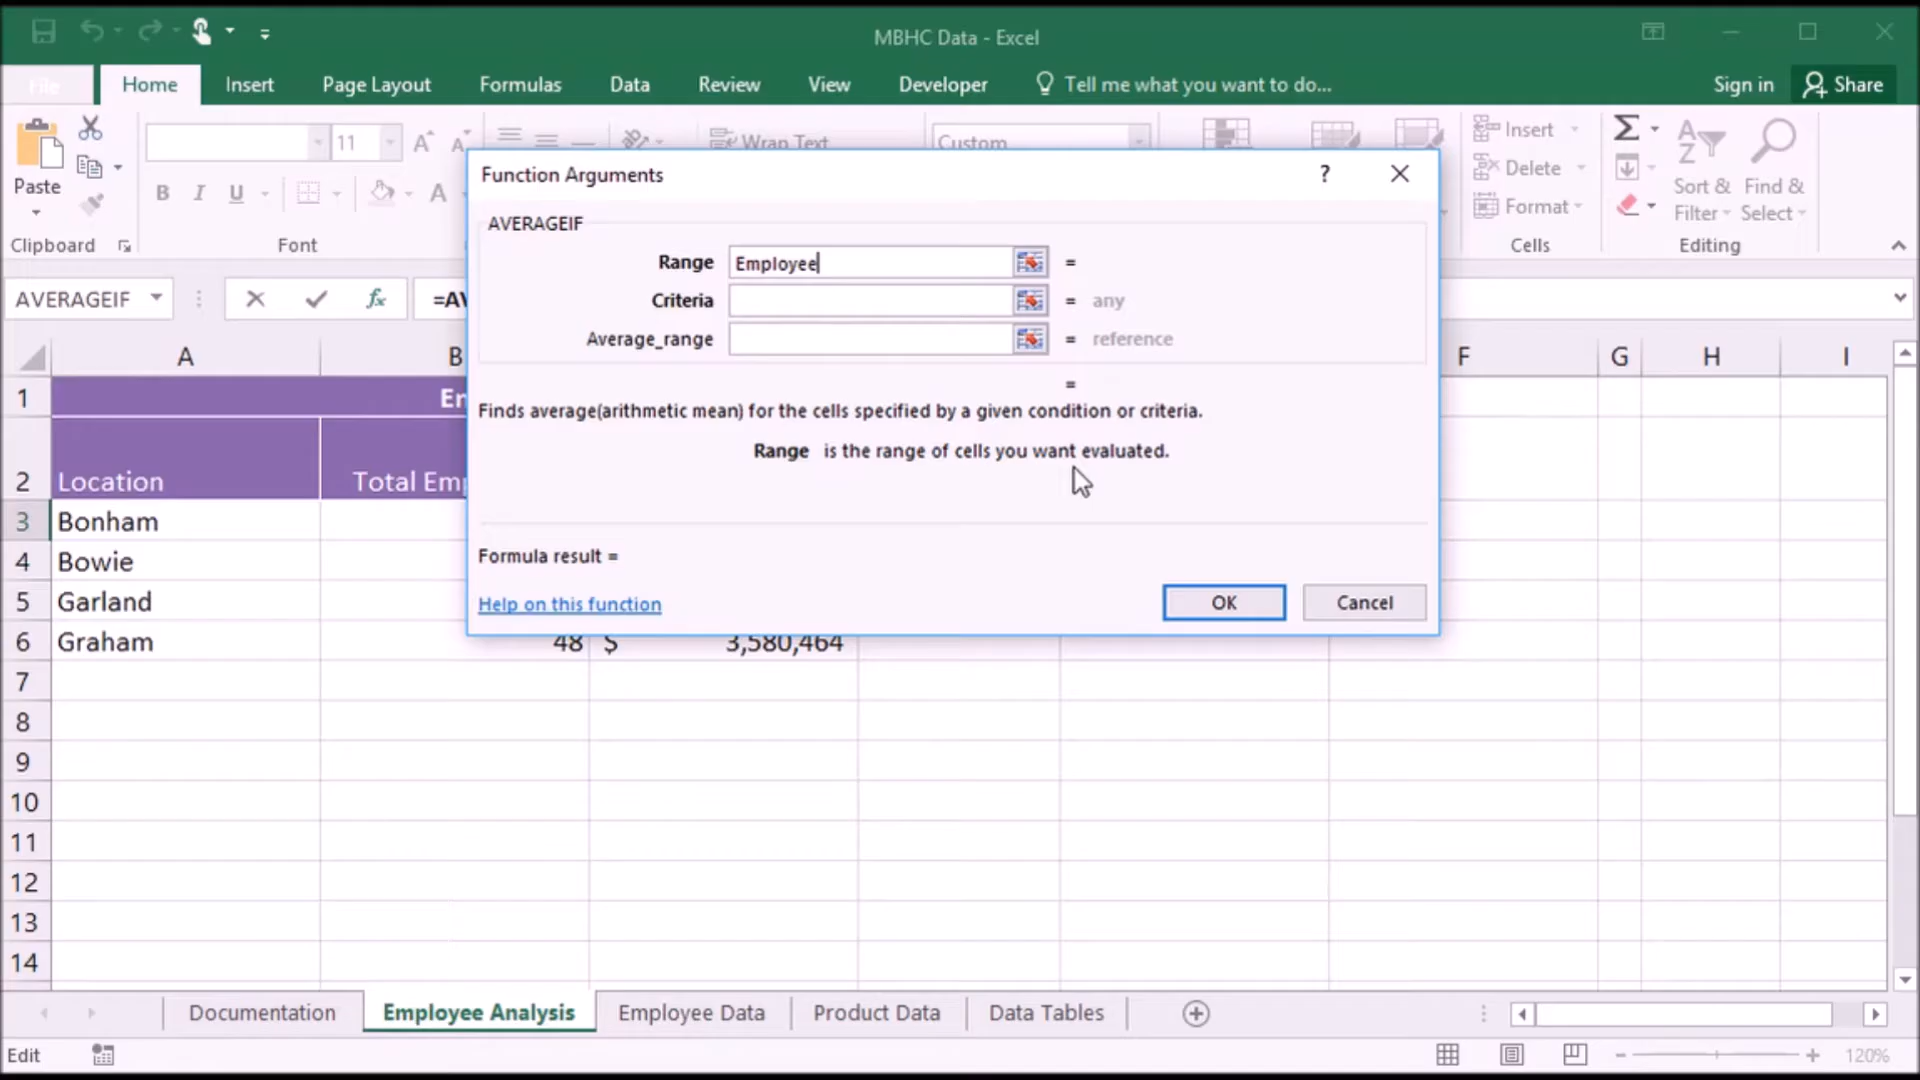 MBHC Data - Excel
File Home Insert Page Layout Formulas Data Review View Developer Tell me what you want to do... Sign in Share
11 Wrap Text Custom
Paste
B I U A
Insert
Delete
Format
Sort & Filter
Find & Select
Clipboard Font Cells Editing
Function Arguments ? 
AVERAGEIF
Range Employee =
Criteria = any
Average_range = reference
=
Finds average(arithmetic mean) for the cells specified by a given condition or criteria.
Range is the range of cells you want evaluated.
Formula result =
Help on this function OK Cancel
AVERAGEIF fx =AV
A B F G H I
1 En
2 Location Total Emp
3 Bonham
4 Bowie
5 Garland
6 Graham 48 $ 3,580,464
7
8
9
10
11
12
13
14
Documentation Employee Analysis Employee Data Product Data Data Tables
Edit 120%